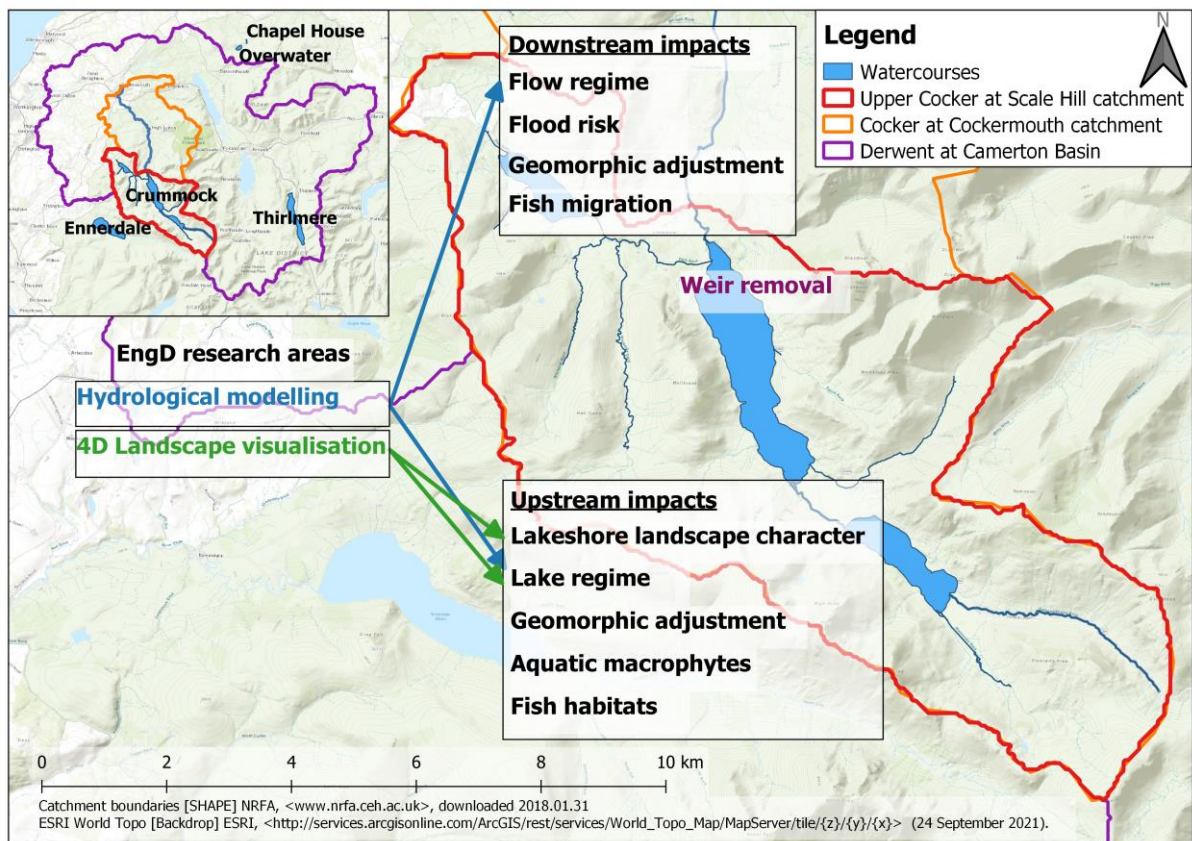 Chapel House
Overwater
Crummock
Ennerdale
Thirlmere
LAKE DISTRICT
Downstream impacts
Flow regime
Flood risk
Geomorphic adjustment
Fish migration
Legend
Watercourses
Upper Cocker at Scale Hill catchment
Cocker at Cockermouth catchment
Derwent at Camerton Basin
N
Weir removal
EngD research areas
Hydrological modelling
4D Landscape visualisation
Upstream impacts
Lakeshore landscape character
Lake regime
Geomorphic adjustment
Aquatic macrophytes
Fish habitats
0 2 4 6 8 10 km
Catchment boundaries [SHAPE] NRFA, <www.nrfa.ceh.ac.uk>, downloaded 2018.01.31
ESRI World Topo [Backdrop] ESRI, <http://services.arcgisonline.com/ArcGIS/rest/services/World_Topo_Map/MapServer/tile/{z}/{y}/{x}> (24 September 2021).